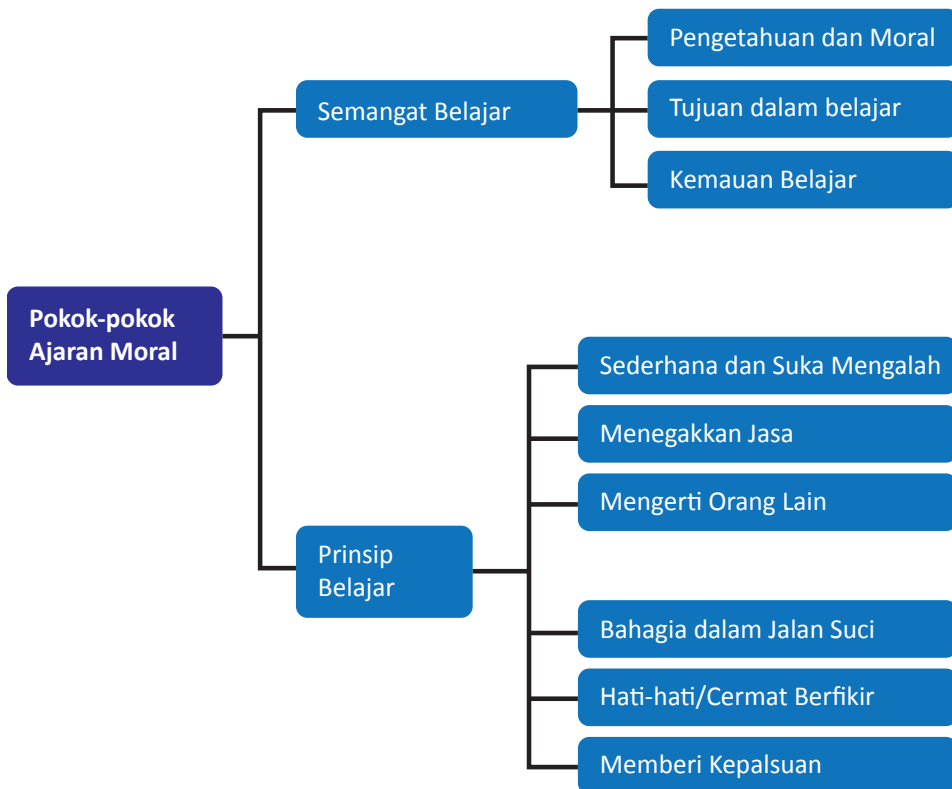 Pengetahuan dan Moral
Semangat Belajar
Tujuan dalam belajar
Kemauan Belajar
Pokok-pokok
Ajaran Moral
Sederhana dan Suka Mengalah
Menegakkan Jasa
Mengerti Orang Lain
Prinsip
Belajar
Bahagia dalam Jalan Suci
Hati-hati/Cermat Berfikir
Memberi Kepalsuan